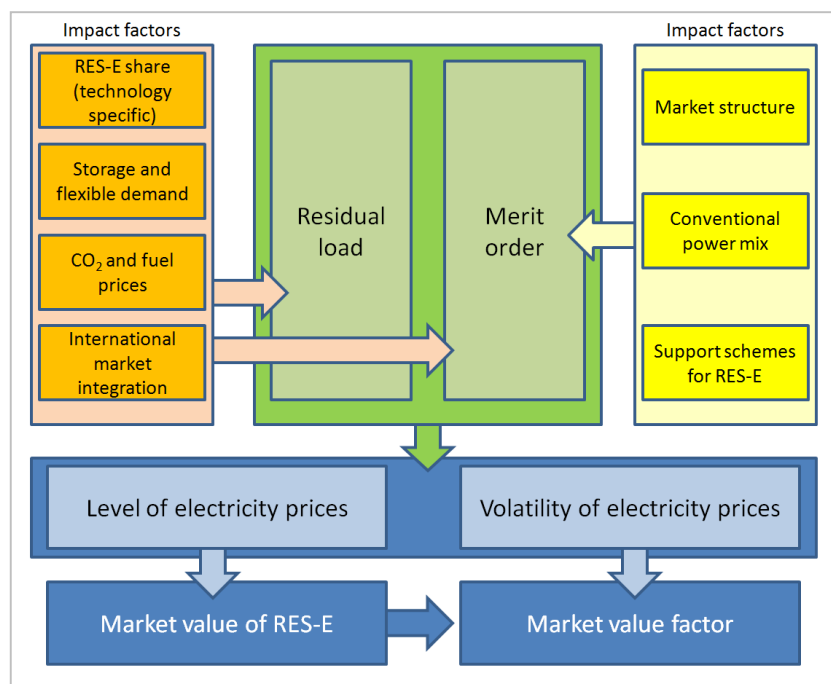 Impact factors
RES-E share
(technology
specific)
Storage and
flexible demand
CO₂ and fuel
prices
International
market
integration
Residual
load
Merit
order
Impact factors
Market structure
Conventional
power mix
Support schemes
for RES-E
Level of electricity prices
Volatility of electricity prices
Market value of RES-E
Market value factor